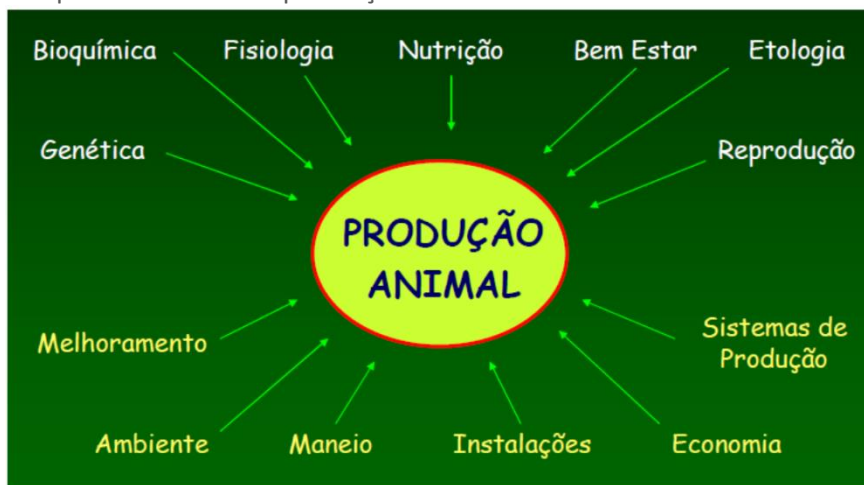 Bioquímica Fisiologia Nutrição Bem Estar Etologia
Genética Reprodução
PRODUÇÃO
ANIMAL
Melhoramento
Sistemas de
Produção
Ambiente Maneio Instalações Economia